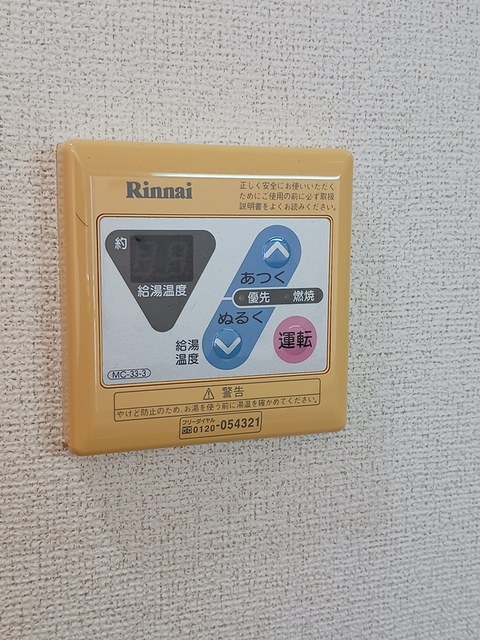 Rinnai
正しく安全にお使いいただく
ためにご使用の前に必ず取扱
説明書をよくお読みください。
約
給湯温度
あつく
優先 燃焼
ぬるく
給湯
温度
運転
MC-33-3
⚠ 警告
やけど防止のため、お湯を使う前に湯温を確かめてください。
フリーダイヤル
0120-054321